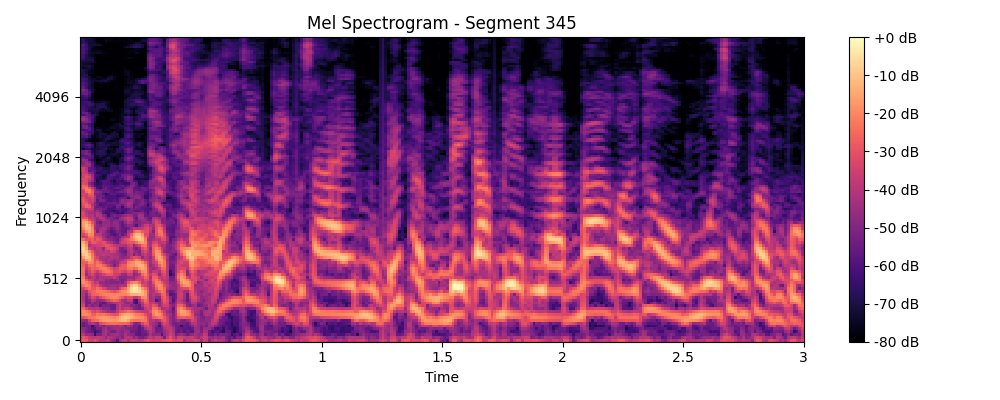 Mel Spectrogram - Segment 345
+0 dB
-10 dB
-20 dB
-30 dB
-40 dB
-50 dB
-60 dB
-70 dB
-80 dB
Frequency
4096
2048
1024
512
0
0 0.5 1 1.5 2 2.5 3
Time